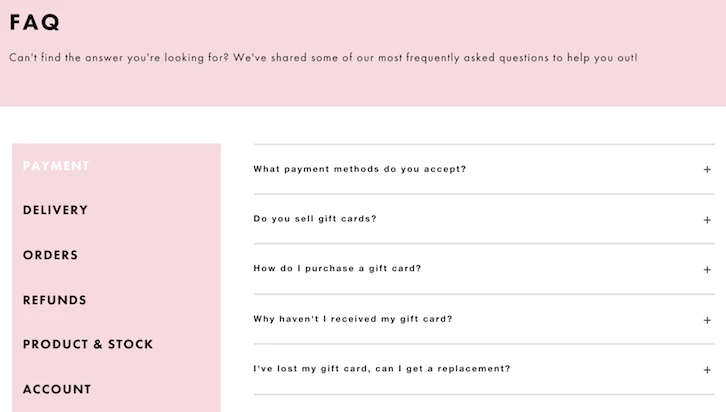 FAQ
Can't find the answer you're looking for? We've shared some of our most frequently asked questions to help you out!
PAYMENT
DELIVERY
ORDERS
REFUNDS
PRODUCT & STOCK
ACCOUNT
What payment methods do you accept? +
Do you sell gift cards? +
How do I purchase a gift card? +
Why haven't I received my gift card? +
I've lost my gift card, can I get a replacement? +